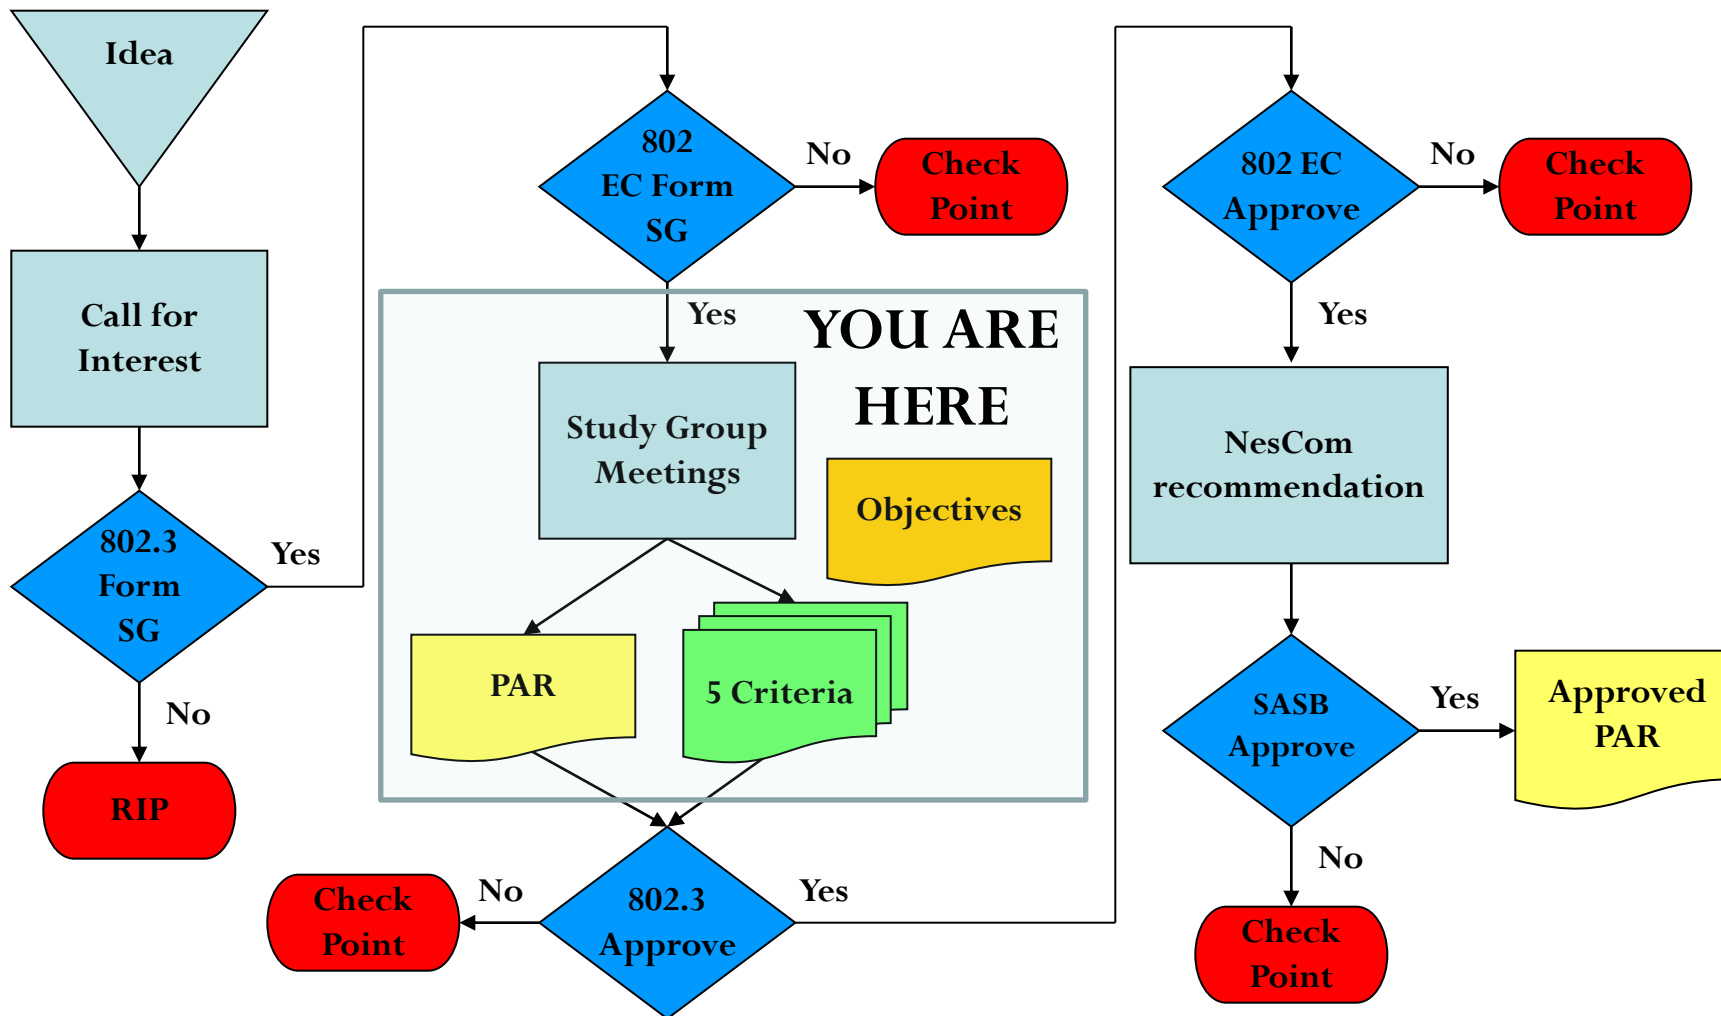 Idea
Call for
Interest
802.3
Form
SG
Yes
No
RIP
802
EC Form
SG
No
Check
Point
Yes
YOU ARE
HERE
Study Group
Meetings
Objectives
PAR
5 Criteria
802.3
Approve
No
Check
Point
Yes
802 EC
Approve
No
Check
Point
Yes
NesCom
recommendation
SASB
Approve
Yes
Approved
PAR
No
Check
Point